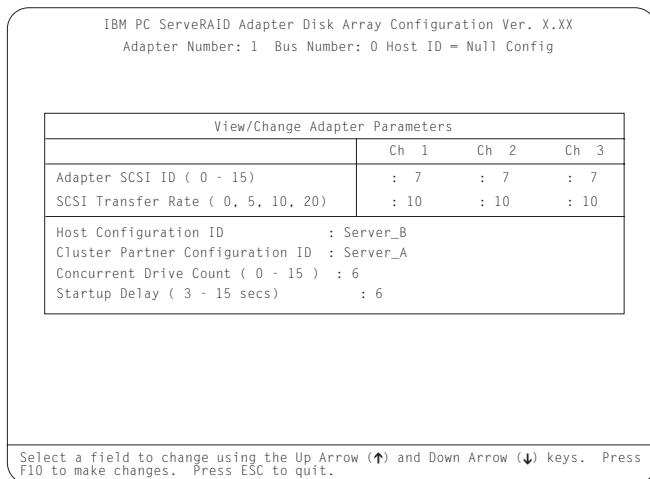 IBM PC ServeRAID Adapter Disk Array Configuration Ver. X.XX
Adapter Number: 1 Bus Number: 0 Host ID = Null Config
View/Change Adapter Parameters
Ch 1 Ch 2 Ch 3
Adapter SCSI ID ( 0 - 15) : 7 : 7 : 7
SCSI Transfer Rate ( 0, 5, 10, 20) : 10 : 10 : 10
Host Configuration ID : Server_B
Cluster Partner Configuration ID : Server_A
Concurrent Drive Count ( 0 - 15 ) : 6
Startup Delay ( 3 - 15 secs) : 6
Select a field to change using the Up Arrow (↑) and Down Arrow (↓) keys. Press
F10 to make changes. Press ESC to quit.